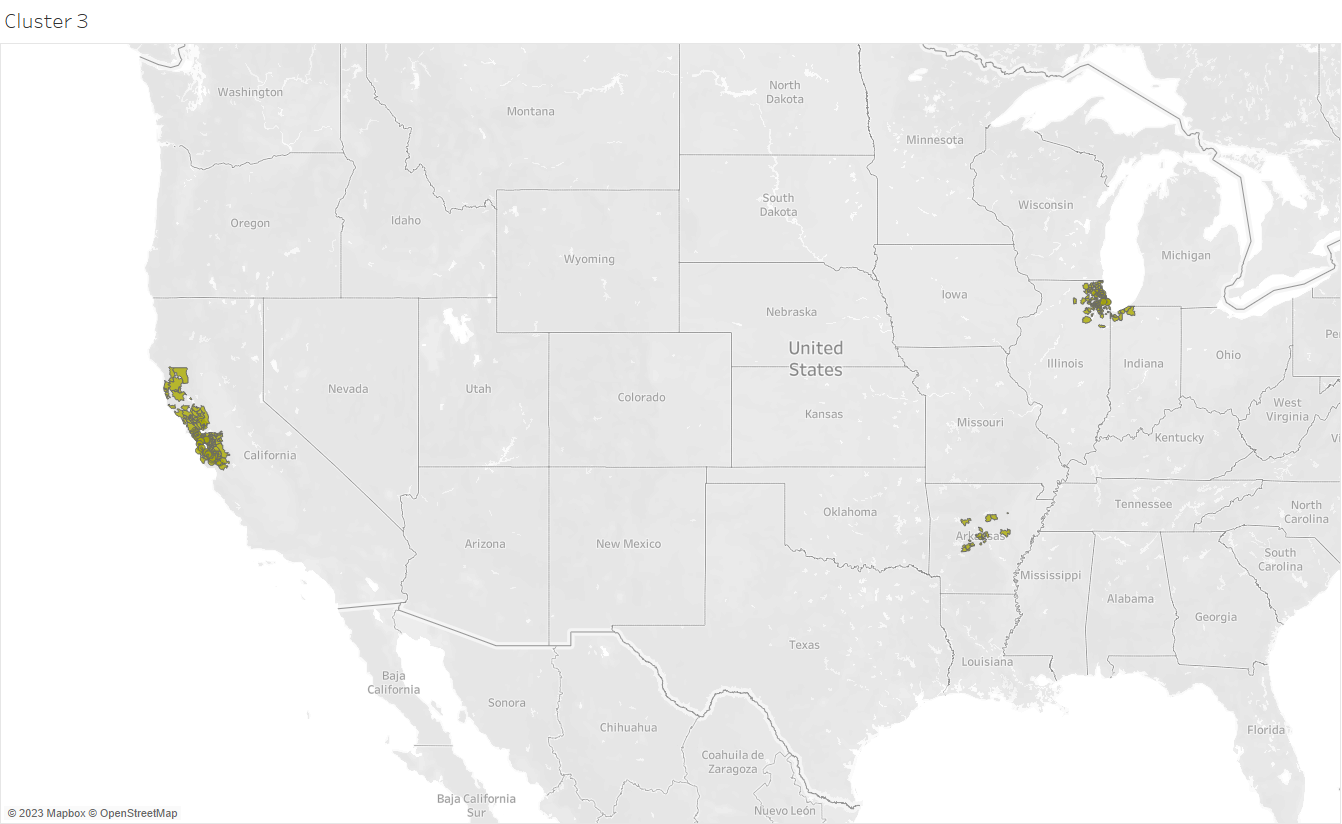 Cluster 3
Washington
Montana
North
Dakota
Minnesota
Oregon
Idaho
South
Dakota
Wisconsin
Wyoming
Michigan
Iowa
Nebraska
United
States
Illinois
Indiana
Ohio
Pe
Nevada
Utah
Colorado
Kansas
West
Virginia
Missouri
Kentucky
Vi
California
Oklahoma
Tennessee
North
Carolina
Arizona
New Mexico
Arkansas
South
Carolina
Mississippi
Alabama
Georgia
Texas
Louisiana
Baja
California
Sonora
Chihuahua
Florida
Coahuila de
Zaragoza
Baja California
Sur
Nuevo León
© 2023 Mapbox © OpenStreetMap